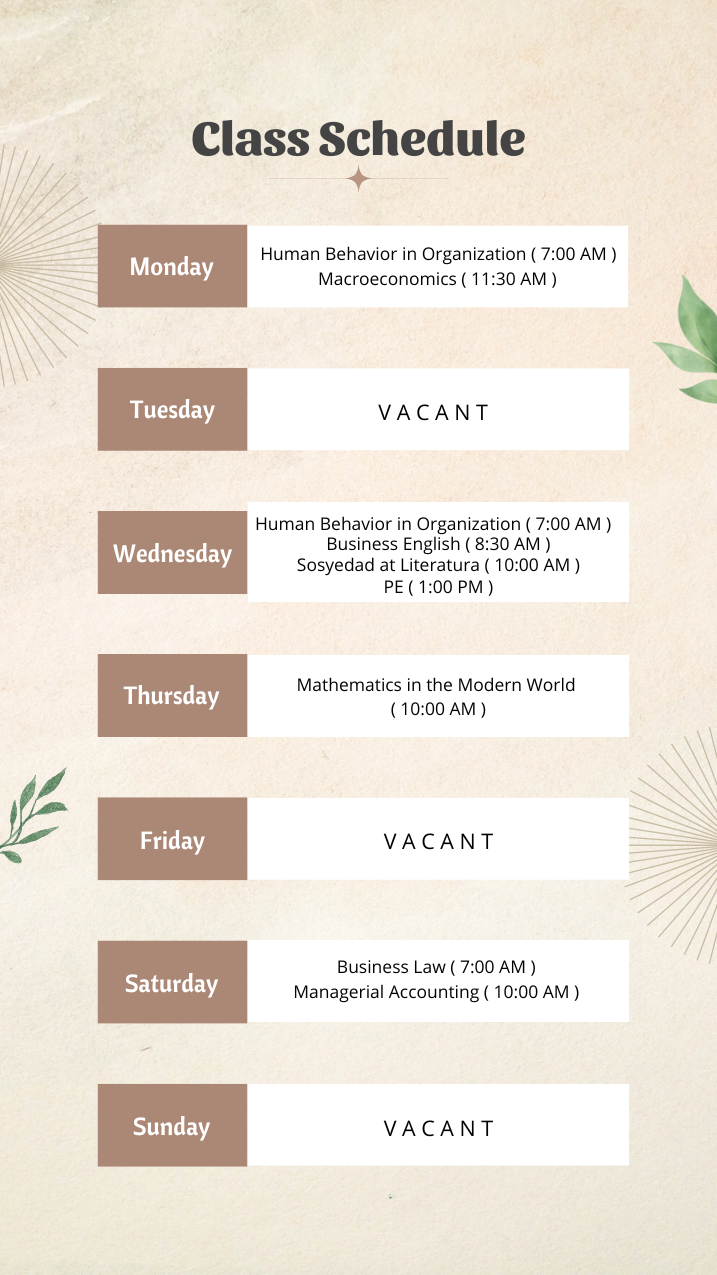 Class Schedule
Monday
Human Behavior in Organization ( 7:00 AM )
Macroeconomics ( 11:30 AM )
Tuesday
VACANT
Wednesday
Human Behavior in Organization ( 7:00 AM )
Business English ( 8:30 AM )
Sosyedad at Literatura ( 10:00 AM )
PE ( 1:00 PM )
Thursday
Mathematics in the Modern World
( 10:00 AM )
Friday
VACANT
Saturday
Business Law ( 7:00 AM )
Managerial Accounting ( 10:00 AM )
Sunday
VACANT